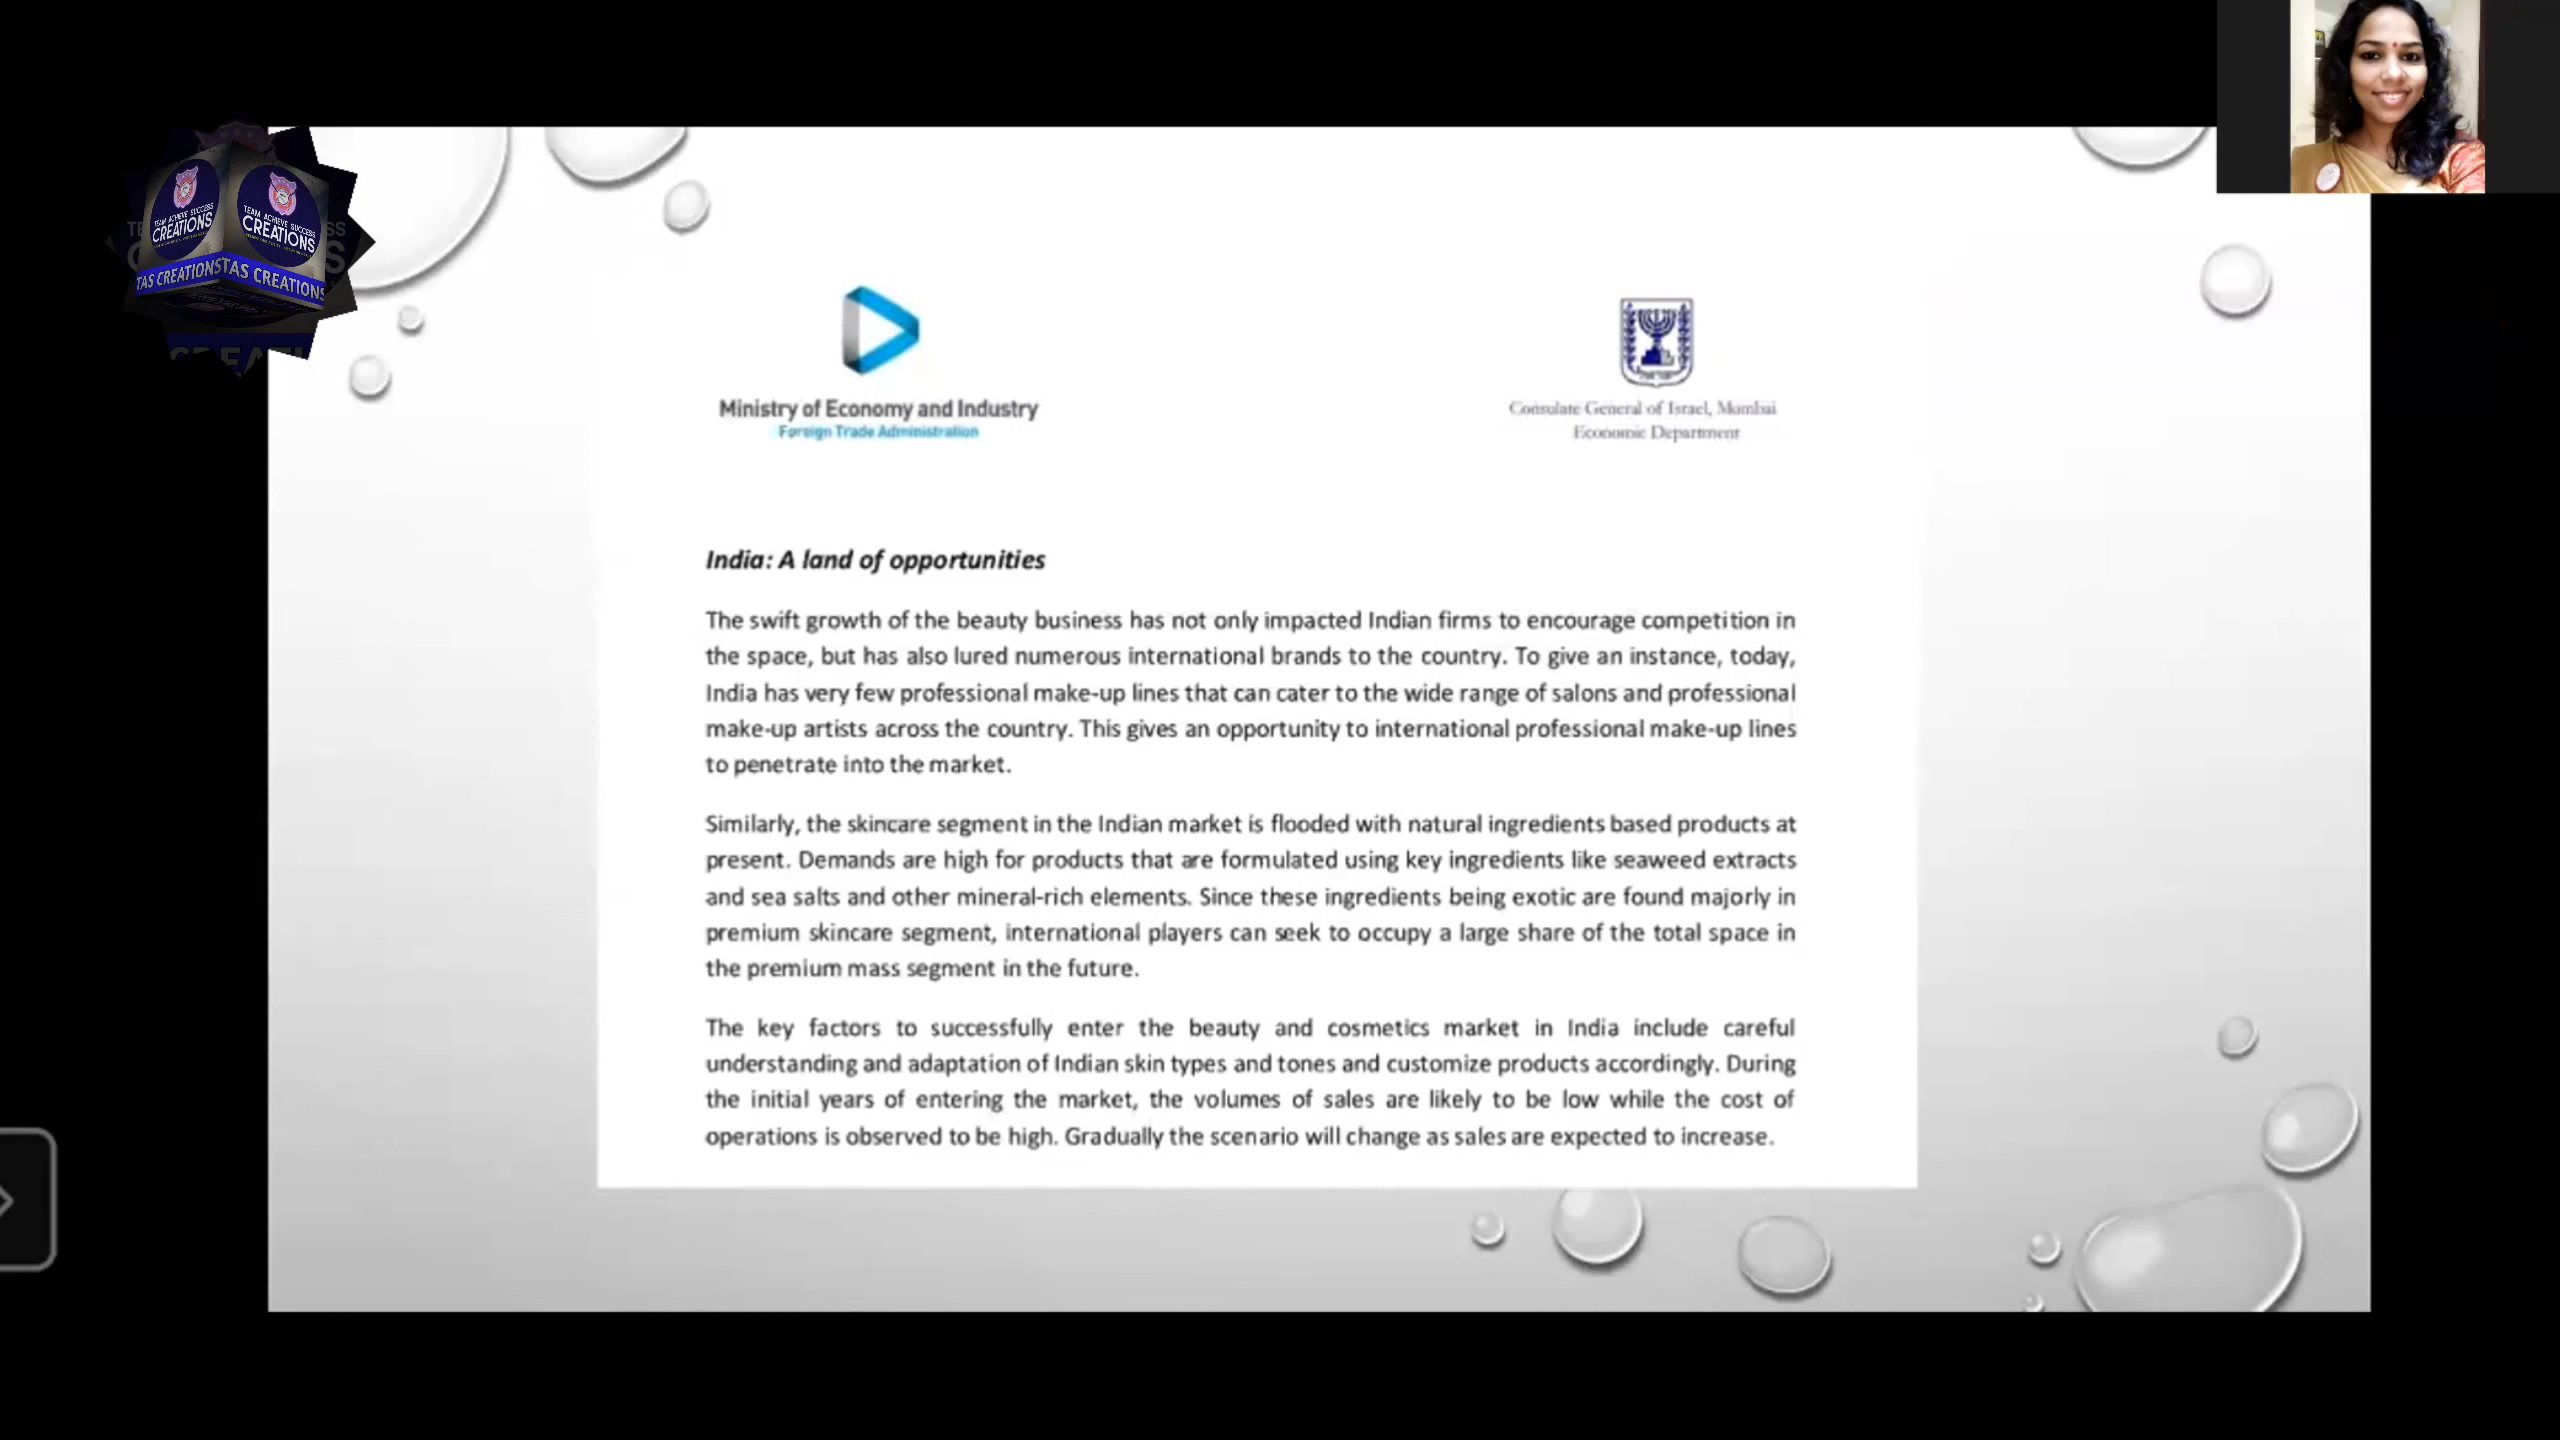 TEAM ACHIEVE SUCCESS
CREATIONS
TEAM ACHIEVE SUCCESS
CREATIONS
TAS CREATIONS
TAS CREATIONS
Ministry of Economy and Industry
Foreign Trade Administration
Consulate General of Israel, Mumbai
Economic Department
India: A land of opportunities
The swift growth of the beauty business has not only impacted Indian firms to encourage competition in
the space, but has also lured numerous international brands to the country. To give an instance, today,
India has very few professional make-up lines that can cater to the wide range of salons and professional
make-up artists across the country. This gives an opportunity to international professional make-up lines
to penetrate into the market.
Similarly, the skincare segment in the Indian market is flooded with natural ingredients based products at
present. Demands are high for products that are formulated using key ingredients like seaweed extracts
and sea salts and other mineral-rich elements. Since these ingredients being exotic are found majorly in
premium skincare segment, international players can seek to occupy a large share of the total space in
the premium mass segment in the future.
The key factors to successfully enter the beauty and cosmetics market in India include careful
understanding and adaptation of Indian skin types and tones and customize products accordingly. During
the initial years of entering the market, the volumes of sales are likely to be low while the cost of
operations is observed to be high. Gradually the scenario will change as sales are expected to increase.